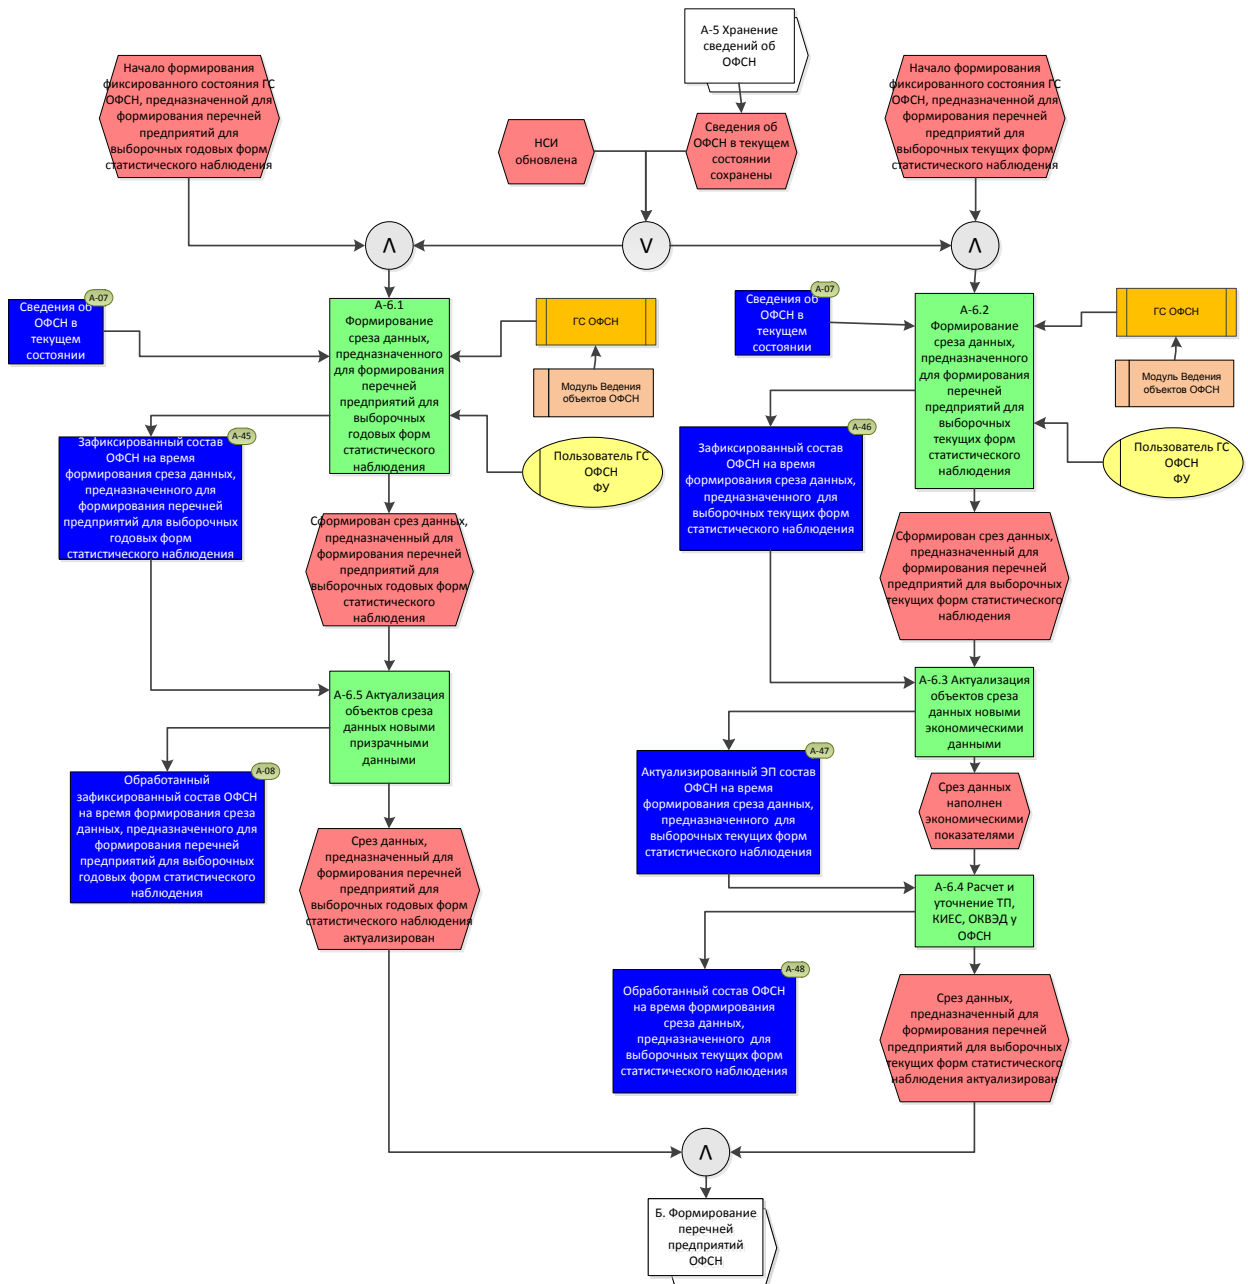 А-5 Хранение
сведений об
ОФСН
Начало формирования
фиксированного состояния ГС
ОФСН, предназначенной для
формирования перечней
предприятий для
выборочных годовых форм
статистического наблюдения
НСИ
обновлена
Сведения об
ОФСН в текущем
состоянии
сохранены
Начало формирования
фиксированного состояния ГС
ОФСН, предназначенной для
формирования перечней
предприятий для
выборочных текущих форм
статистического наблюдения
Λ
V
Λ
А-07
Сведения об
ОФСН в
текущем
состоянии
А-6.1
Формирование
среза данных,
предназначенного
для формирования
перечней
предприятий для
выборочных
годовых форм
статистического
наблюдения
ГС ОФСН
Модуль Ведения
объектов ОФСН
Пользователь ГС
ОФСН
ФУ
А-07
Сведения об
ОФСН в
текущем
состоянии
А-6.2
Формирование
среза данных,
предназначенного
для формирования
перечней
предприятий для
выборочных
текущих форм
статистического
наблюдения
ГС ОФСН
Модуль Ведения
объектов ОФСН
Пользователь ГС
ОФСН
ФУ
А-45
Зафиксированный состав
ОФСН на время
формирования среза данных,
предназначенного для
формирования перечней
предприятий для выборочных
годовых форм
статистического наблюдения
А-46
Зафиксированный состав
ОФСН на время
формирования среза данных,
предназначенного для
выборочных текущих форм
статистического наблюдения
Сформирован срез данных,
предназначенный для
формирования перечней
предприятий для
выборочных годовых форм
статистического
наблюдения
Сформирован срез данных,
предназначенный для
формирования перечней
предприятий для выборочных
текущих форм статистического
наблюдения
А-6.5 Актуализация
объектов среза
данных новыми
призрачными
данными
А-6.3 Актуализация
объектов среза
данных новыми
экономическими
данными
А-08
Обработанный
зафиксированный состав ОФСН
на время формирования среза
данных, предназначенного для
формирования перечней
предприятий для выборочных
годовых форм статистического
наблюдения
А-47
Актуализированный ЭП состав
ОФСН на время
формирования среза данных,
предназначенного для
выборочных текущих форм
статистического наблюдения
Срез данных
наполнен
экономическими
показателями
Срез данных,
предназначенный для
формирования перечней
предприятий для
выборочных годовых форм
статистического наблюдения
актуализирован
А-6.4 Расчет и
уточнение ТП,
КИЕС, ОКВЭД у
ОФСН
А-48
Обработанный состав ОФСН
на время формирования
среза данных,
предназначенного для
выборочных текущих форм
статистического наблюдения
Срез данных,
предназначенный для
формирования перечней
предприятий для выборочных
текущих форм статистического
наблюдения актуализирован
Λ
Б. Формирование
перечней
предприятий
ОФСН